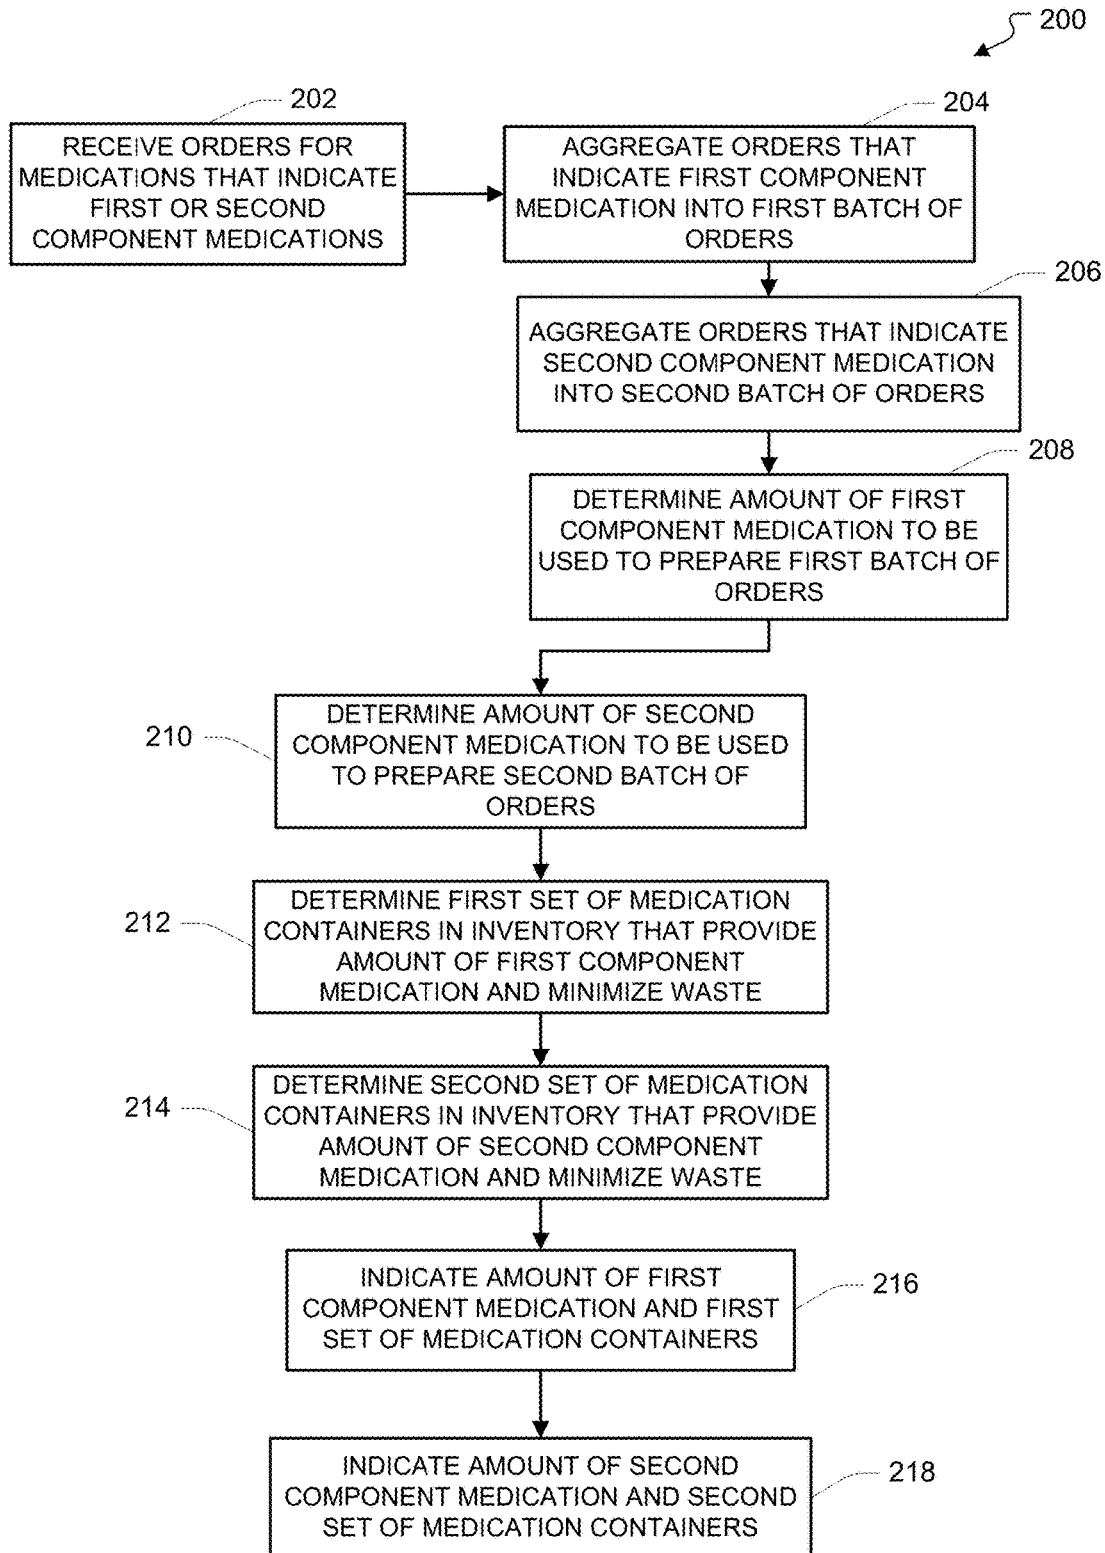 200
202
RECEIVE ORDERS FOR
MEDICATIONS THAT INDICATE
FIRST OR SECOND
COMPONENT MEDICATIONS
204
AGGREGATE ORDERS THAT
INDICATE FIRST COMPONENT
MEDICATION INTO FIRST BATCH OF
ORDERS
206
AGGREGATE ORDERS THAT INDICATE
SECOND COMPONENT MEDICATION
INTO SECOND BATCH OF ORDERS
208
DETERMINE AMOUNT OF FIRST
COMPONENT MEDICATION TO BE
USED TO PREPARE FIRST BATCH OF
ORDERS
210
DETERMINE AMOUNT OF SECOND
COMPONENT MEDICATION TO BE USED
TO PREPARE SECOND BATCH OF
ORDERS
212
DETERMINE FIRST SET OF MEDICATION
CONTAINERS IN INVENTORY THAT PROVIDE
AMOUNT OF FIRST COMPONENT
MEDICATION AND MINIMIZE WASTE
214
DETERMINE SECOND SET OF MEDICATION
CONTAINERS IN INVENTORY THAT PROVIDE
AMOUNT OF SECOND COMPONENT
MEDICATION AND MINIMIZE WASTE
216
INDICATE AMOUNT OF FIRST
COMPONENT MEDICATION AND FIRST
SET OF MEDICATION CONTAINERS
218
INDICATE AMOUNT OF SECOND
COMPONENT MEDICATION AND SECOND
SET OF MEDICATION CONTAINERS